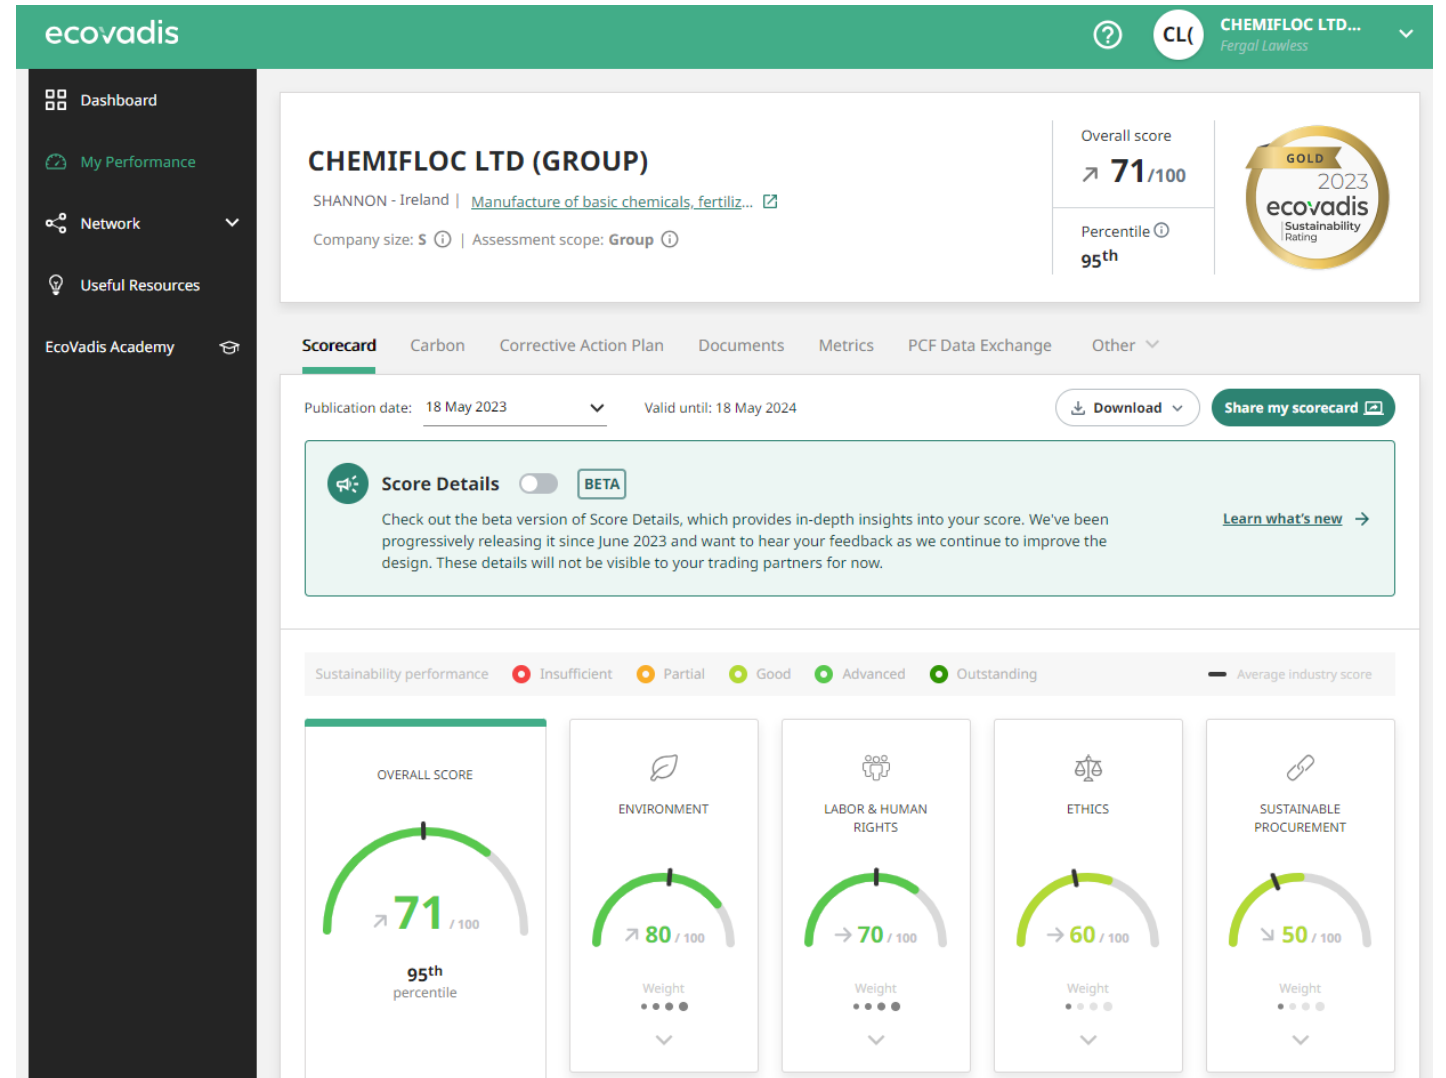 ecovadis
CL(
CHEMIFLOC LTD...
Fergal Lawless
Dashboard
My Performance
Network
Useful Resources
EcoVadis Academy
CHEMIFLOC LTD (GROUP)
SHANNON - Ireland | Manufacture of basic chemicals, fertiliz...
Company size: S | Assessment scope: Group
Overall score
71/100
Percentile
95th
GOLD
2023
ecovadis
Sustainability
Rating
Scorecard Carbon Corrective Action Plan Documents Metrics PCF Data Exchange Other
Publication date: 18 May 2023 Valid until: 18 May 2024 Download Share my scorecard
Score Details BETA
Check out the beta version of Score Details, which provides in-depth insights into your score. We've been
progressively releasing it since June 2023 and want to hear your feedback as we continue to improve the
design. These details will not be visible to your trading partners for now.
Learn what's new
Sustainability performance Insufficient Partial Good Advanced Outstanding Average industry score
OVERALL SCORE
71 / 100
95th
percentile
ENVIRONMENT
80 / 100
Weight
LABOR & HUMAN
RIGHTS
70 / 100
Weight
ETHICS
60 / 100
Weight
SUSTAINABLE
PROCUREMENT
50 / 100
Weight